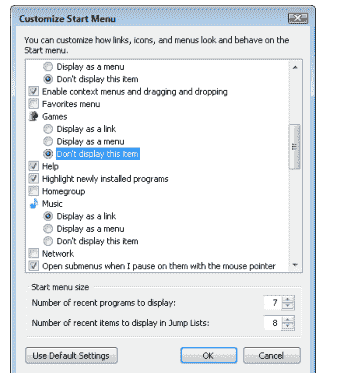 Customize Start Menu
You can customize how links, icons, and menus look and behave on the
Start menu.
Display as a menu
Don't display this item
Enable context menus and dragging and dropping
Favorites menu
Games
Display as a link
Display as a menu
Don't display this item
Help
Highlight newly installed programs
Homegroup
Music
Display as a link
Display as a menu
Don't display this item
Network
Open submenus when I pause on them with the mouse pointer
Start menu size
Number of recent programs to display: 7
Number of recent items to display in Jump Lists: 8
Use Default Settings OK Cancel